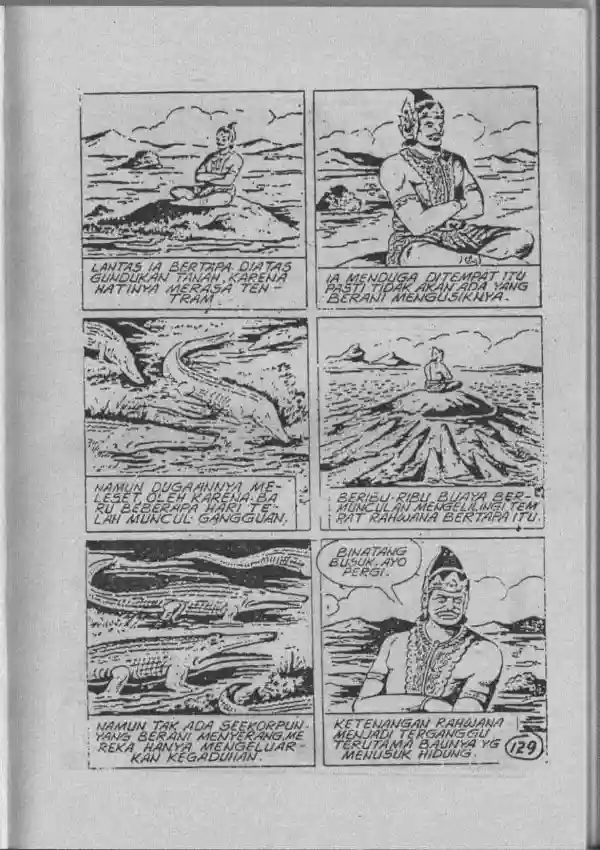 LANTAS IA BERTAPA DIATAS
GUNDUKAN TANAH, KARENA
HATINYA MERASA TEN-
TRAM
IA MENDUGA DITEMPAT ITU
PASTI TIDAK AKAN ADA YANG
BERANI MENGUSIKNYA.
NAMUN DUGAANNYA ME-
LESET, OLEH KARENA. BA
RU BEBERAPA HARI TE-
LAH MUNCUL GANGGUAN.
BERIBU-RIBU BUAYA BER-
MUNCULAN MENGELILINGI TEM
PAT RAHWANA BERTAPA ITU.
NAMUN TAK ADA SEEKORPUN
YANG BERANI MENYERANG. ME
REKA HANYA MENGELUAR-
KAN KEGADUHAN.
BINATANG
BUSUK. AYO
PERGI.
KETENANGAN RAHWANA
MENJADI TERGANGGU
TERUTAMA BAUNYA YG
MENUSUK HIDUNG.
129